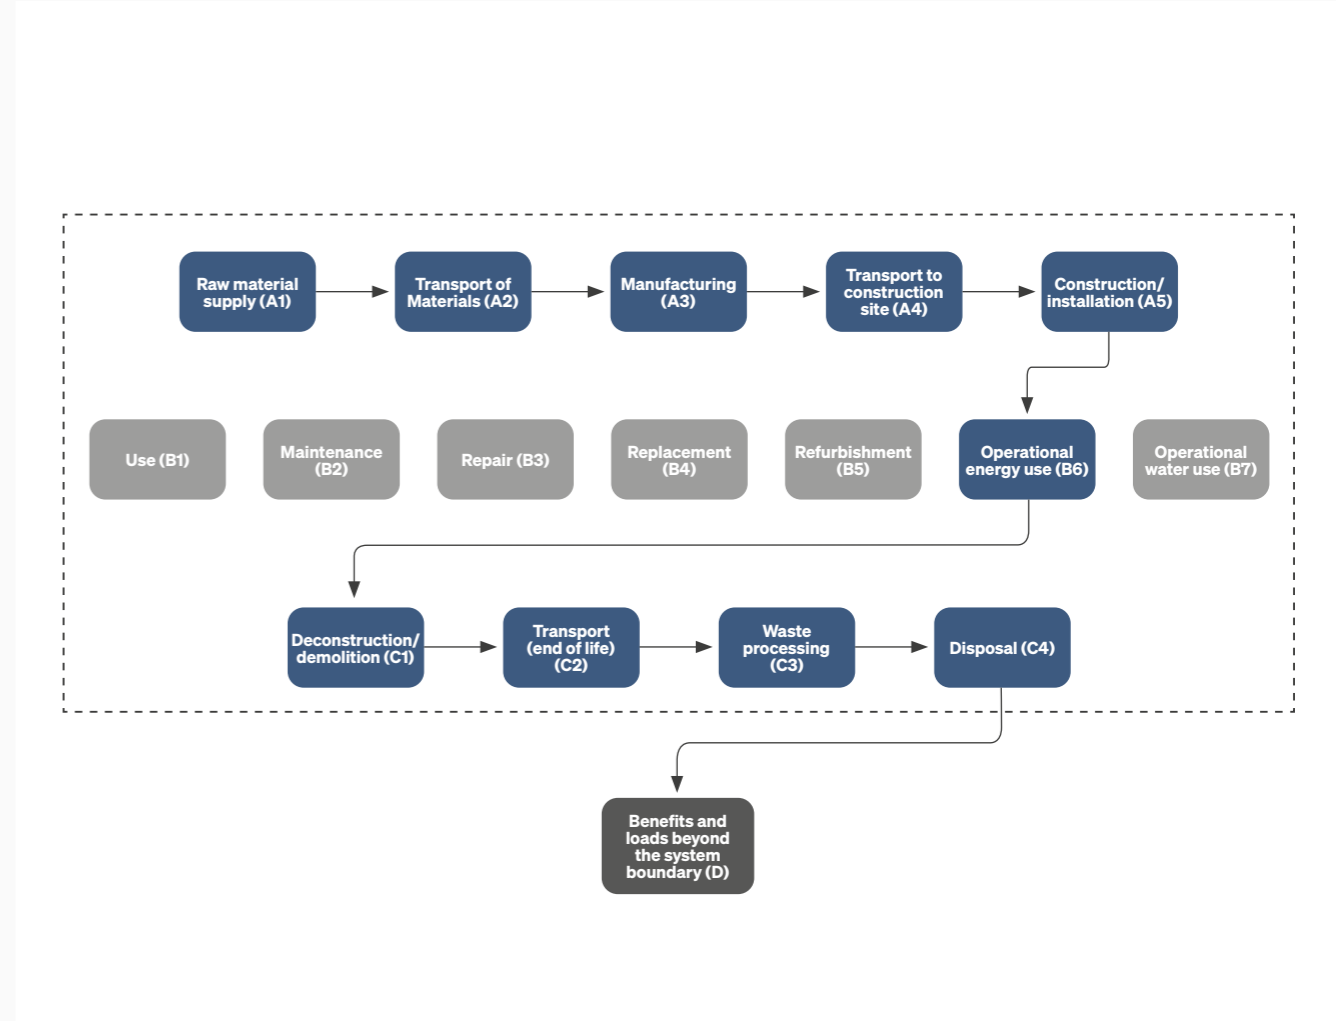 Raw material
supply (A1)
Transport of
Materials (A2)
Manufacturing
(A3)
Transport to
construction
site (A4)
Construction/
installation (A5)
Use (B1)
Maintenance
(B2)
Repair (B3)
Replacement
(B4)
Refurbishment
(B5)
Operational
energy use (B6)
Operational
water use (B7)
Deconstruction/
demolition (C1)
Transport
(end of life)
(C2)
Waste
processing
(C3)
Disposal (C4)
Benefits and
loads beyond
the system
boundary (D)